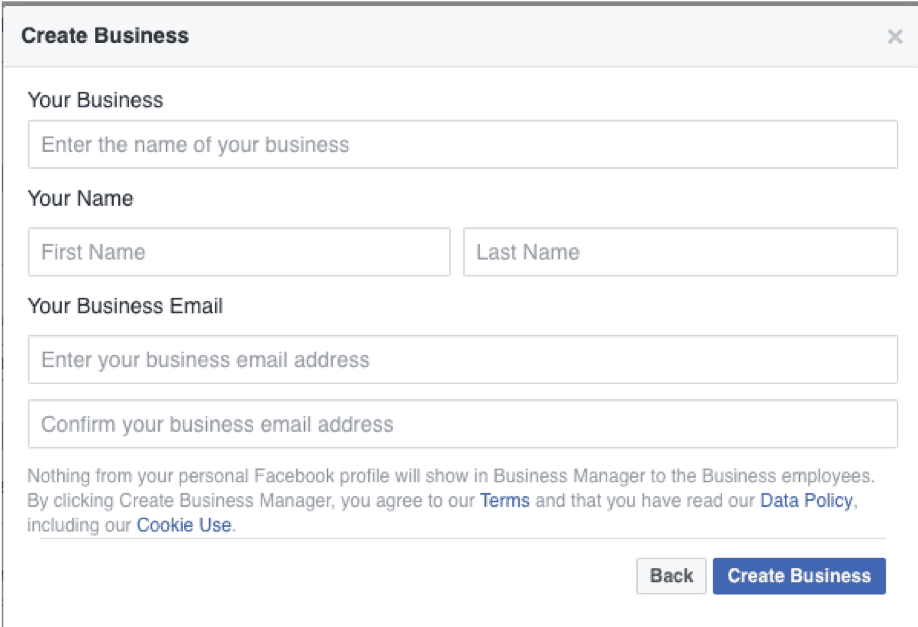 Create Business
×
Your Business
Enter the name of your business
Your Name
First Name Last Name
Your Business Email
Enter your business email address
Confirm your business email address
Nothing from your personal Facebook profile will show in Business Manager to the Business employees.
By clicking Create Business Manager, you agree to our Terms and that you have read our Data Policy,
including our Cookie Use.
Back Create Business